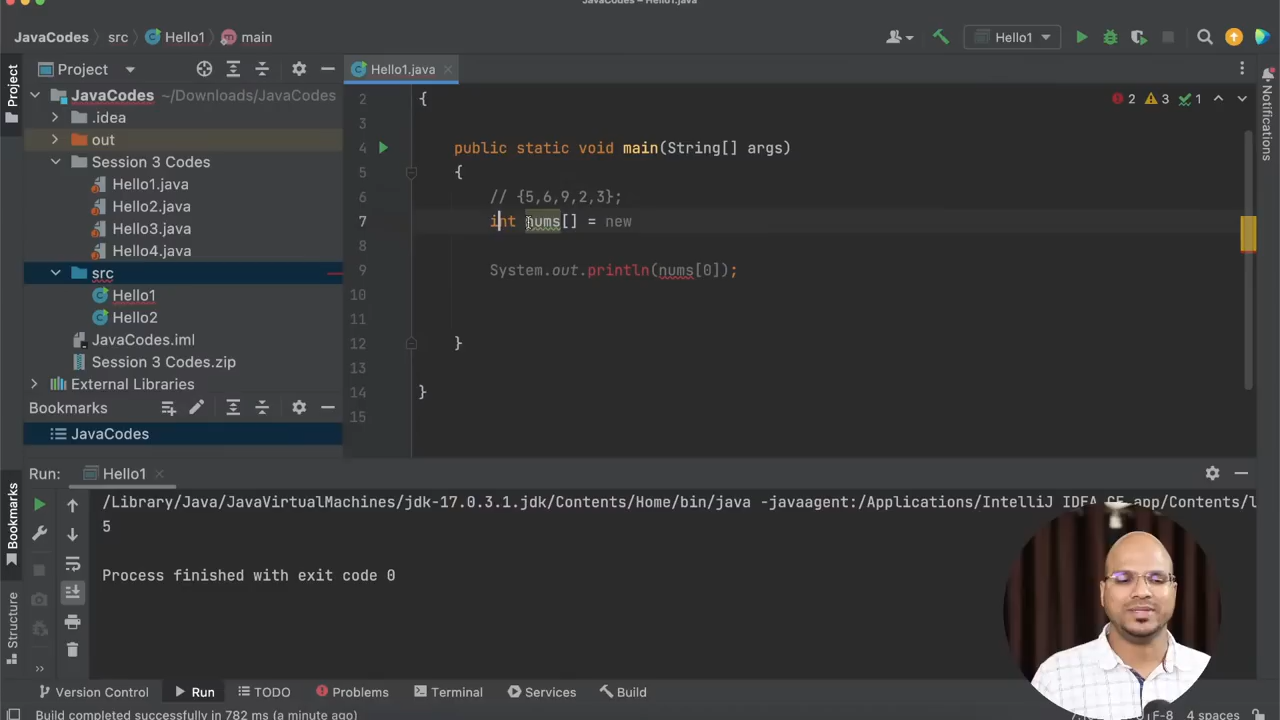 JavaCodes – Hello1.java
JavaCodes src Hello1 main Hello1
Project
Project
Hello1.java
Notifications
JavaCodes ~/Downloads/JavaCodes
.idea
out
Session 3 Codes
Hello1.java
Hello2.java
Hello3.java
Hello4.java
src
Hello1
Hello2
JavaCodes.iml
Session 3 Codes.zip
External Libraries
Bookmarks
JavaCodes
2 3 1
2 {
3
4 public static void main(String[] args)
5 {
6 // {5,6,9,2,3};
7 int nums[] = new
8
9 System.out.println(nums[0]);
10
11
12 }
13
14 }
15
Bookmarks
Structure
Run: Hello1
/Library/Java/JavaVirtualMachines/jdk-17.0.3.1.jdk/Contents/Home/bin/java -javaagent:/Applications/IntelliJ IDEA CE.app/Contents/l
5
Process finished with exit code 0
Version Control Run TODO Problems Terminal Services Build
Build completed successfully in 782 ms (a minute ago) 4 spaces